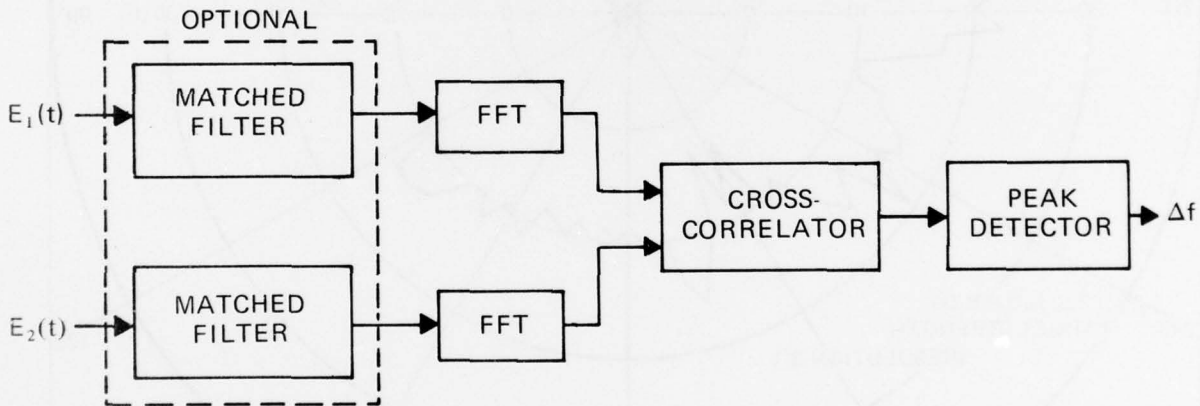 OPTIONAL
E₁(t)
MATCHED
FILTER
FFT
CROSS-
CORRELATOR
PEAK
DETECTOR
Δf
E₂(t)
MATCHED
FILTER
FFT